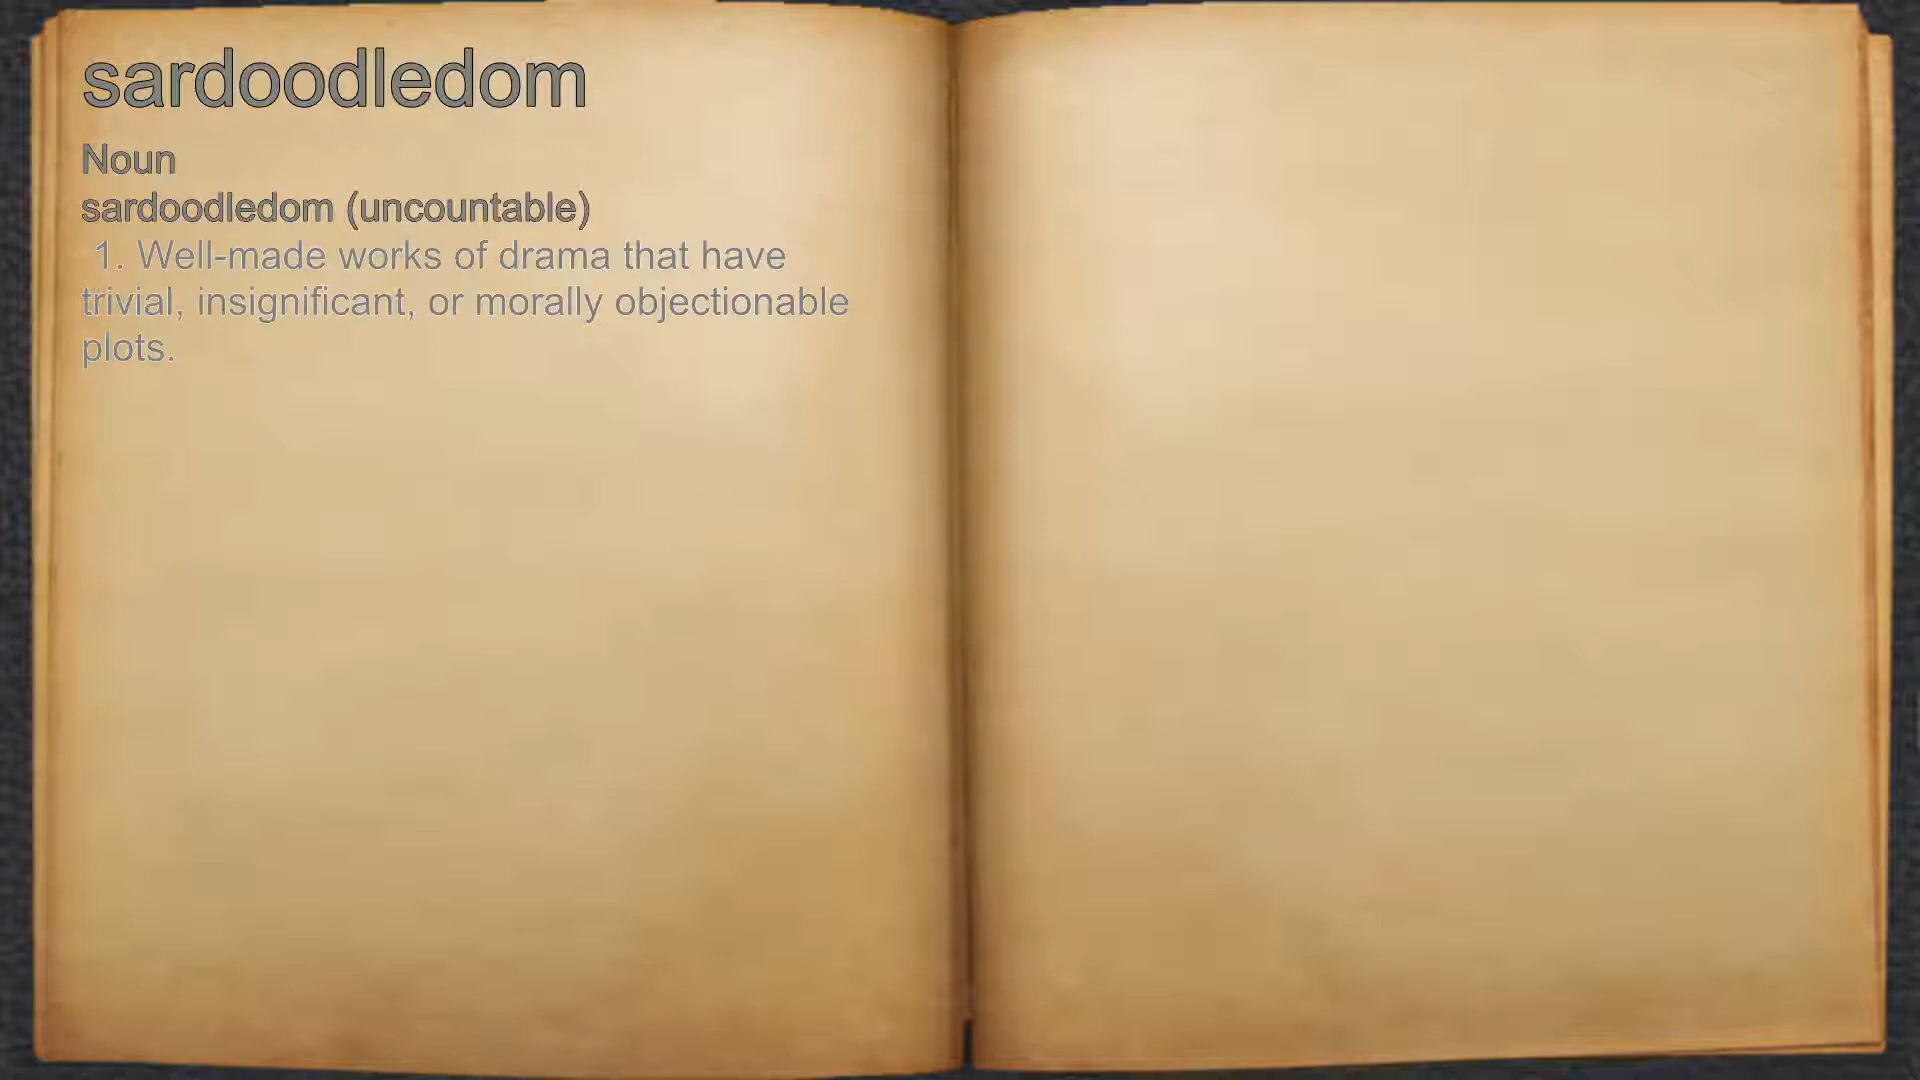 sardoodledom
Noun
sardoodledom (uncountable)
1. Well-made works of drama that have
trivial, insignificant, or morally objectionable
plots.